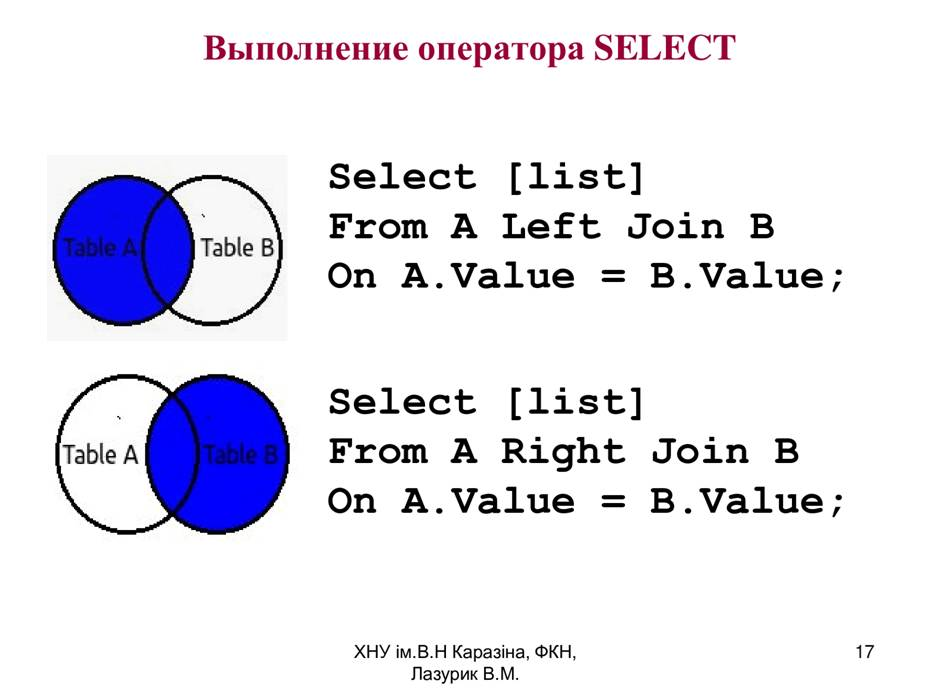 Выполнение оператора SELECT
Table A Table B
Select [list]
From A Left Join B
On A.Value = B.Value;
Table A Table B
Select [list]
From A Right Join B
On A.Value = B.Value;
ХНУ ім.В.Н Каразіна, ФКН,
Лазурик В.М.
17